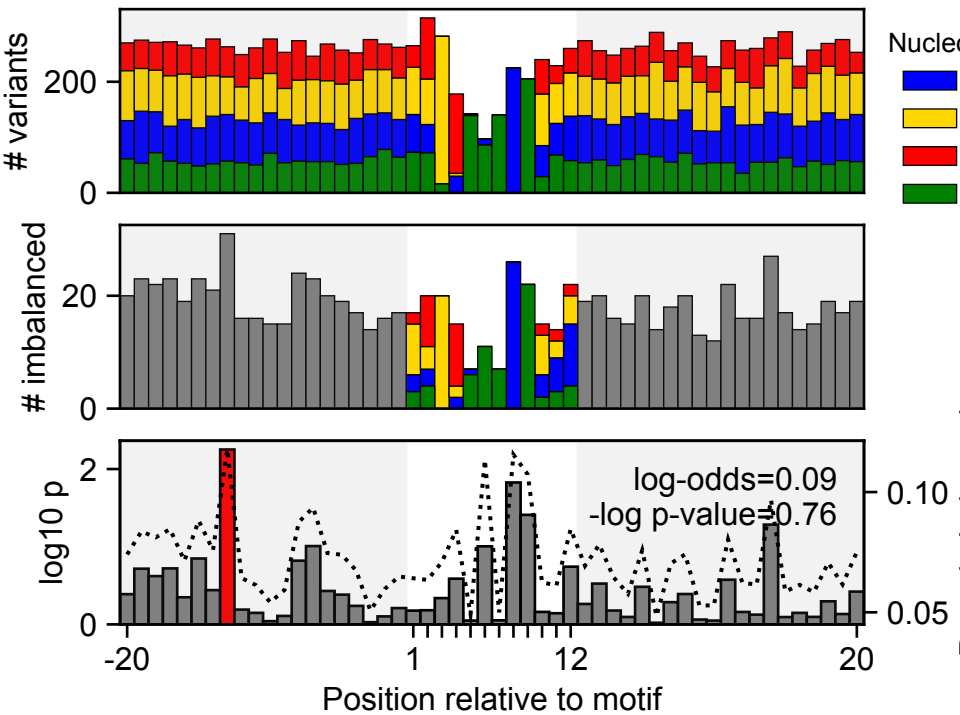 # variants
200
0
Nucleo
# imbalanced
20
0
log10 p
2
0
log-odds=0.09
-log p-value=0.76
0.10
0.05
-20
1
12
20
Position relative to motif